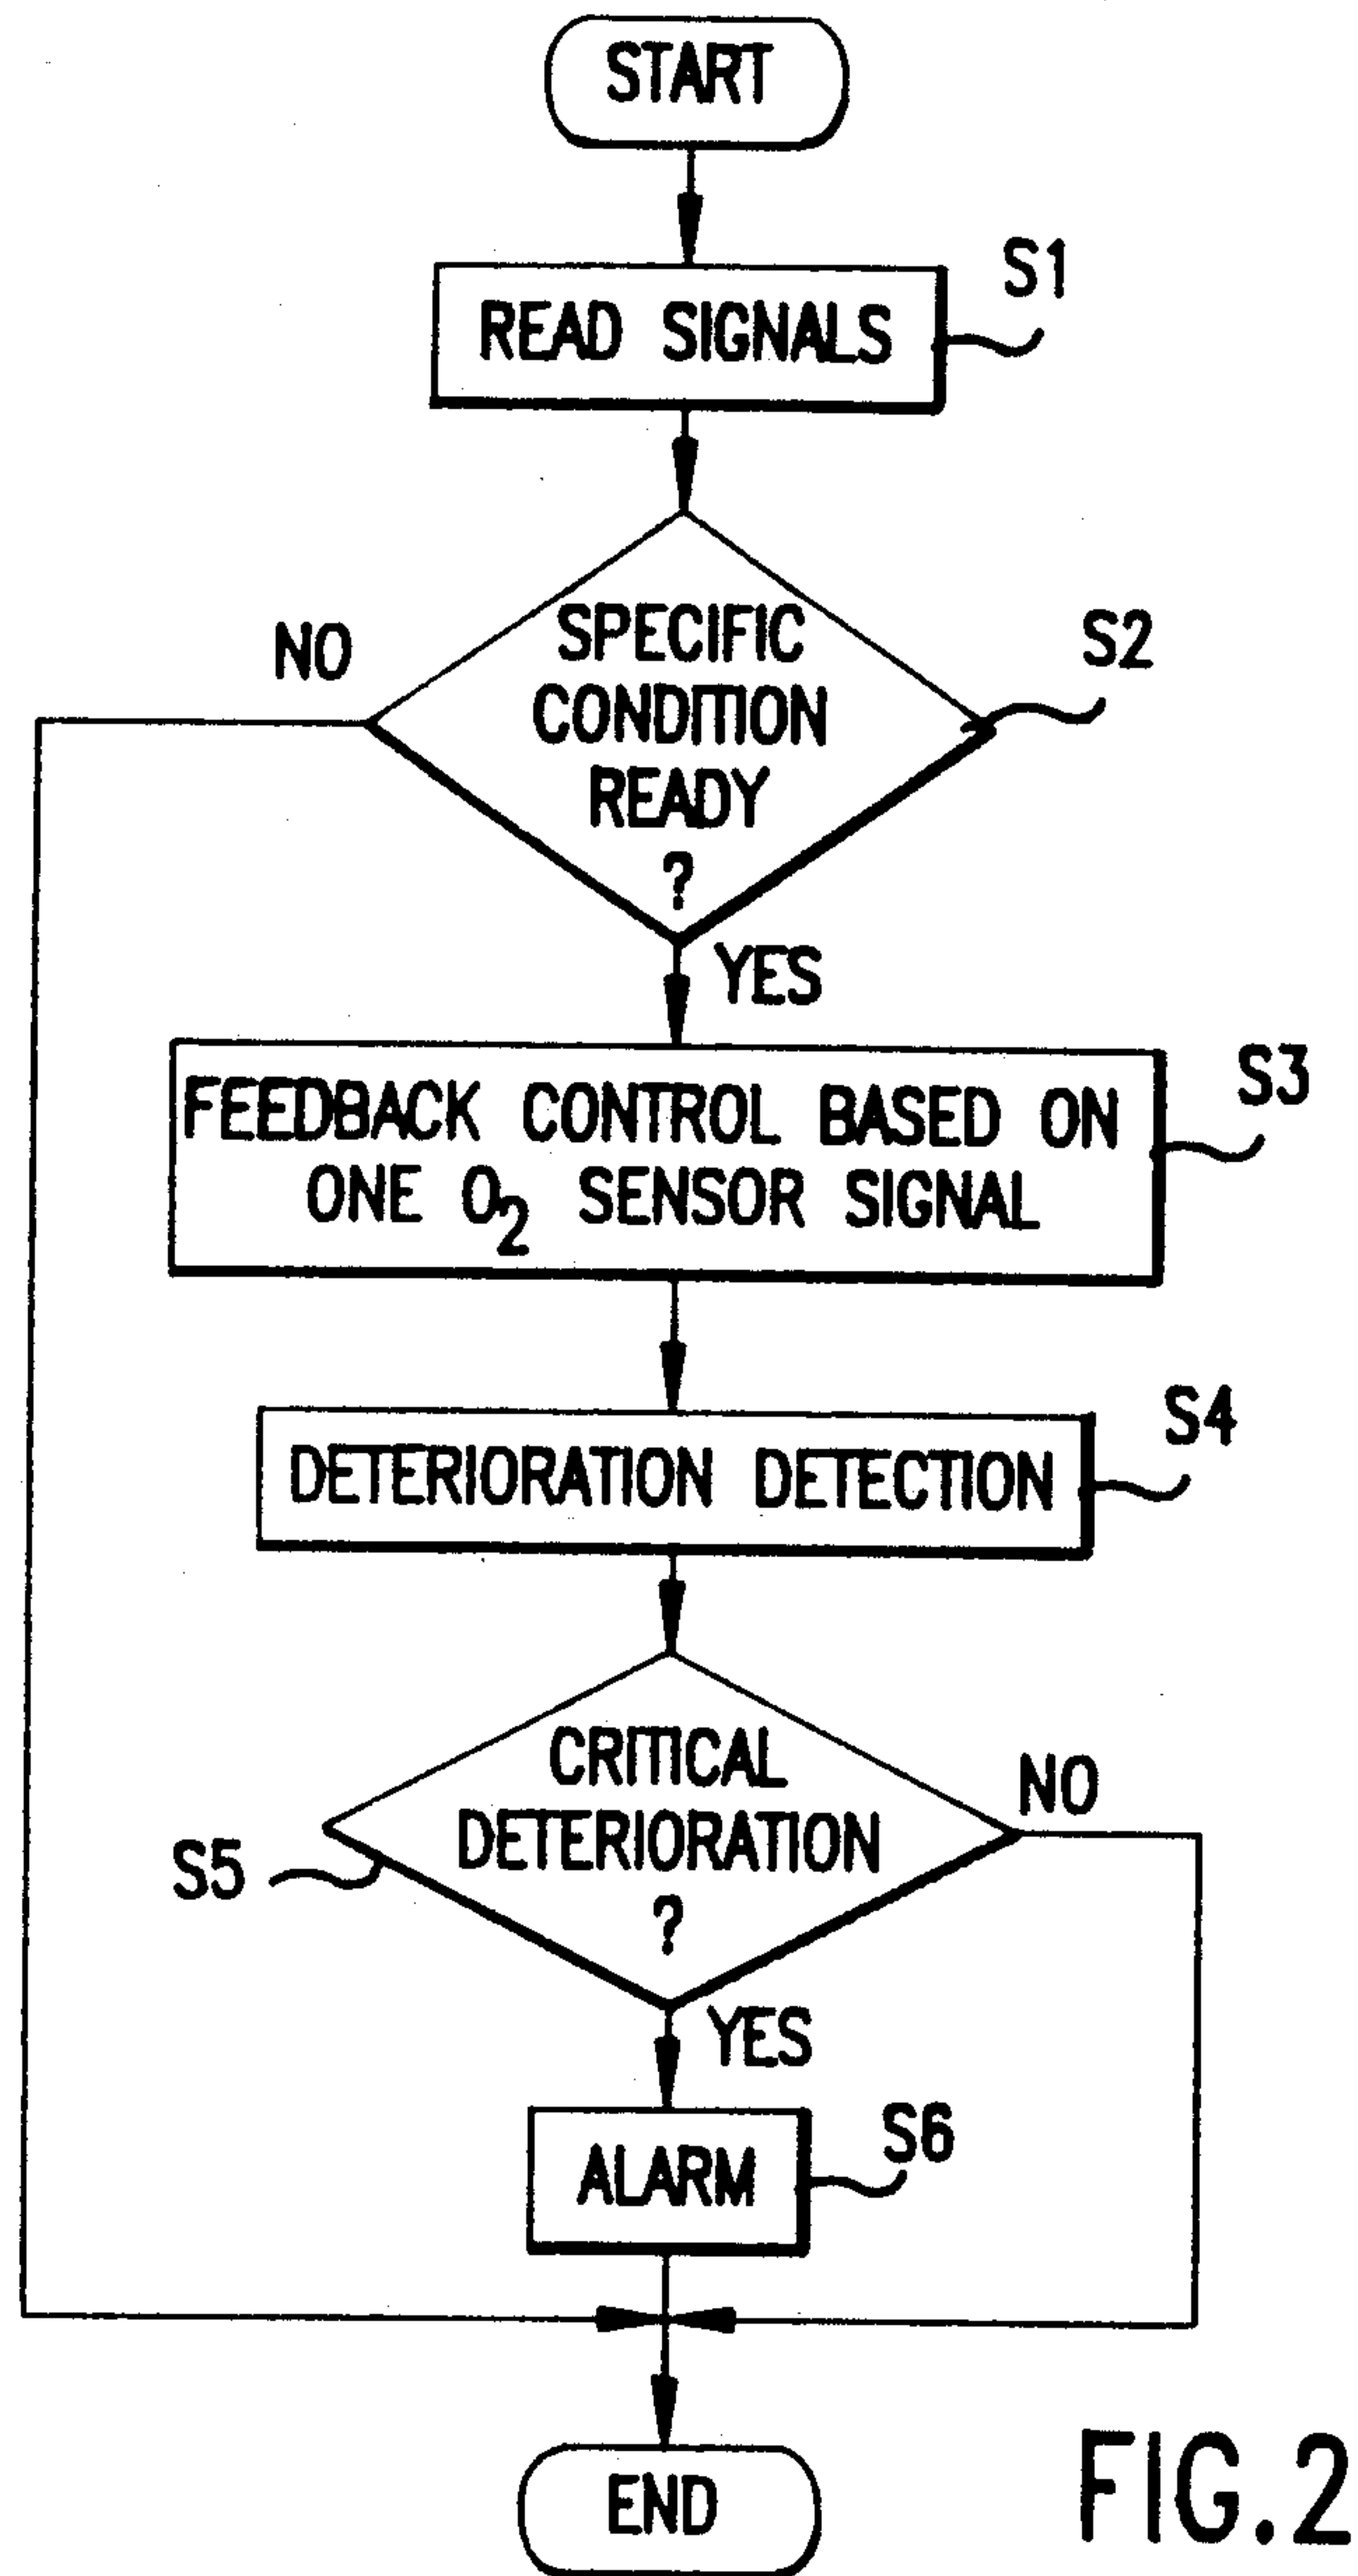 START
S1
READ SIGNALS
NO
SPECIFIC
CONDITION
READY
?
S2
YES
S3
FEEDBACK CONTROL BASED ON
ONE O₂ SENSOR SIGNAL
S4
DETERIORATION DETECTION
CRITICAL
DETERIORATION
?
NO
S5
YES
S6
ALARM
END
FIG.2